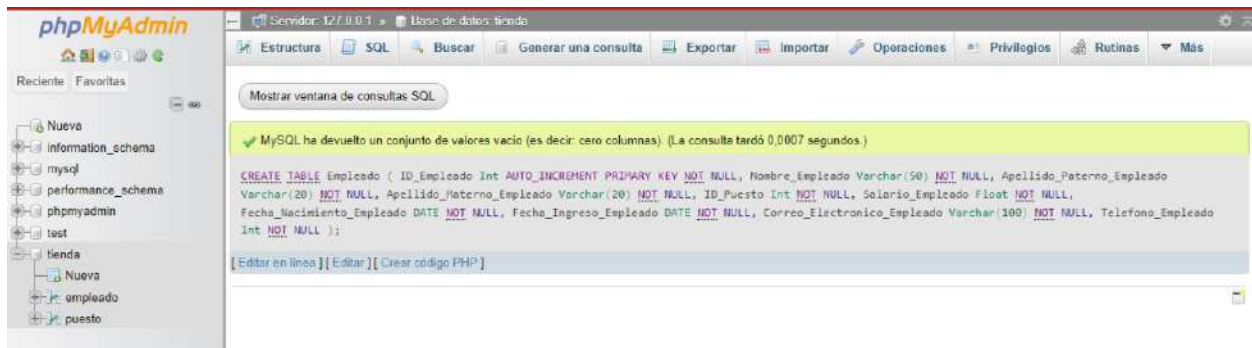 phpMyAdmin
Reciente Favoritas
Nueva
information_schema
mysql
performance_schema
phpmyadmin
test
tienda
Nueva
empleado
puesto
Servidor: 127.0.0.1 » Base de datos: tienda
Estructura SQL Buscar Generar una consulta Exportar Importar Operaciones Privilegios Rutinas Más
Mostrar ventana de consultas SQL
MySQL ha devuelto un conjunto de valores vacío (es decir: cero columnas). (La consulta tardó 0,0007 segundos.)
CREATE TABLE Empleado ( ID_Empleado Int AUTO_INCREMENT PRIMARY KEY NOT NULL, Nombre_Empleado Varchar(50) NOT NULL, Apellido_Paterno_Empleado
Varchar(20) NOT NULL, Apellido_Materno_Empleado Varchar(20) NOT NULL, ID_Puesto Int NOT NULL, Salario_Empleado Float NOT NULL,
Fecha_Nacimiento_Empleado DATE NOT NULL, Fecha_Ingreso_Empleado DATE NOT NULL, Correo_Electronico_Empleado Varchar(100) NOT NULL, Telefono_Empleado
Int NOT NULL );
[ Editar en línea ] [ Editar ] [ Crear código PHP ]